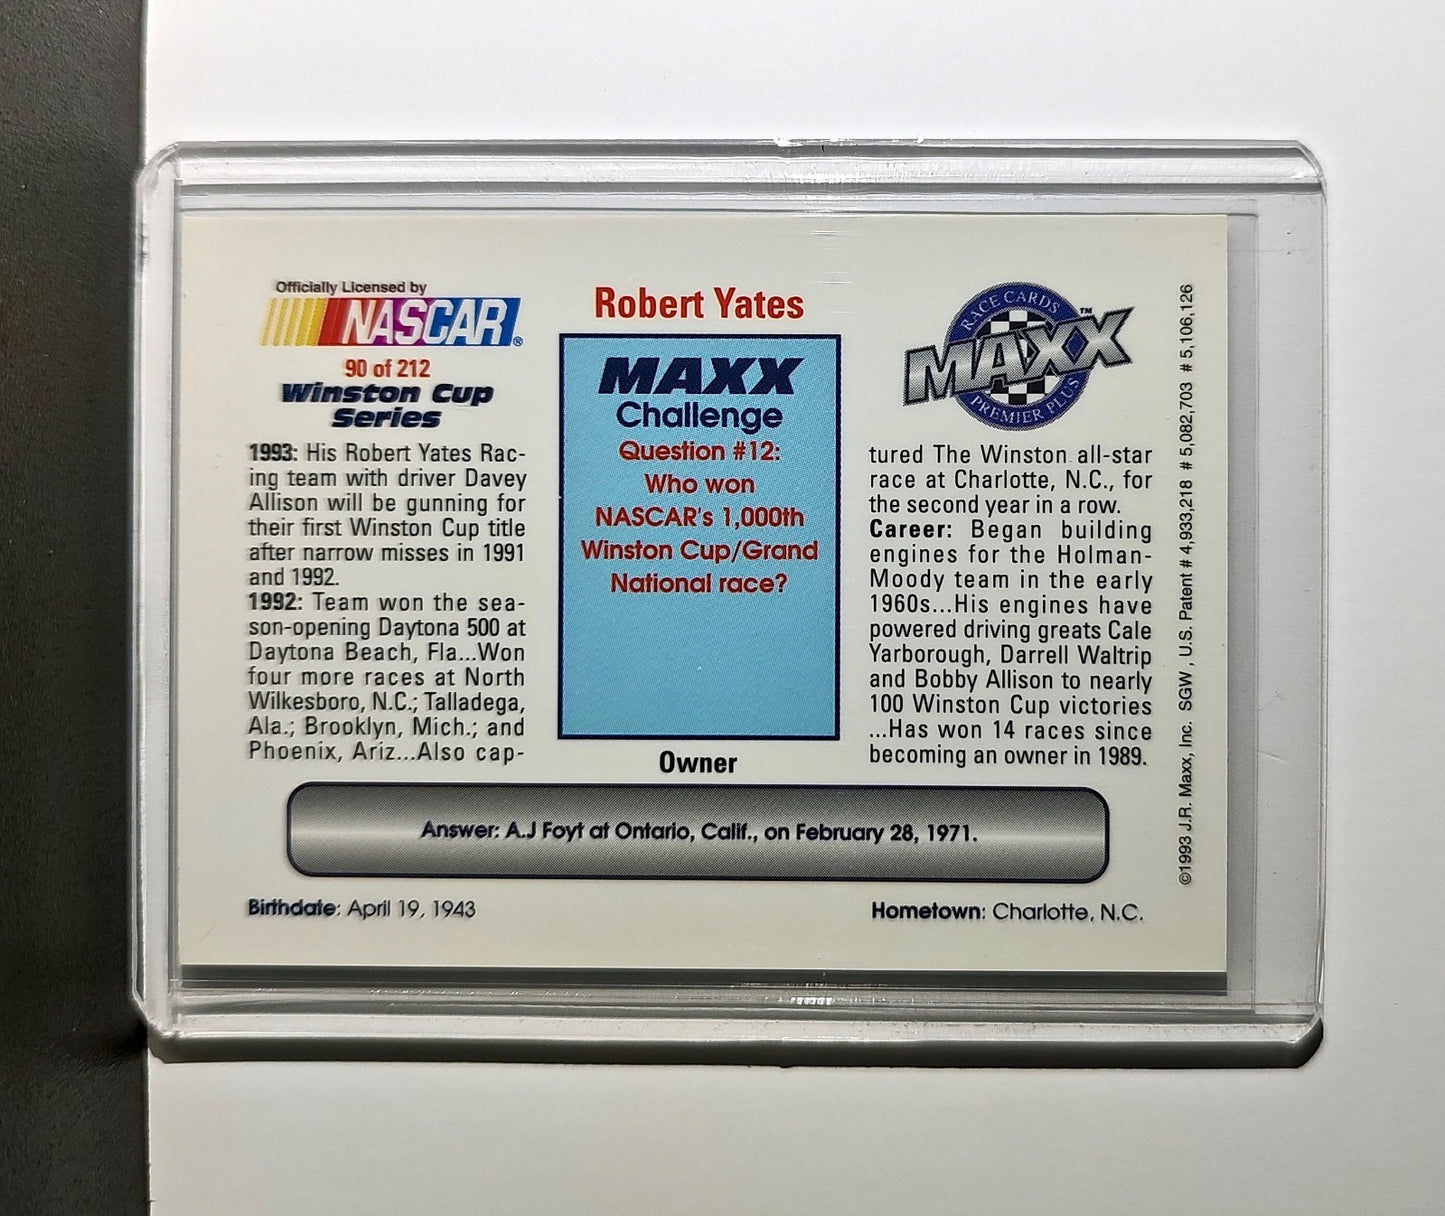 Officially Licensed by
NASCAR®
90 of 212
Winston Cup
Series
1993: His Robert Yates Rac-
ing team with driver Davey
Allison will be gunning for
their first Winston Cup title
after narrow misses in 1991
and 1992.
1992: Team won the sea-
son-opening Daytona 500 at
Daytona Beach, Fla...Won
four more races at North
Wilkesboro, N.C.; Talladega,
Ala.; Brooklyn, Mich.; and
Phoenix, Ariz...Also cap-
Robert Yates
MAXX
Challenge
Question #12:
Who won
NASCAR's 1,000th
Winston Cup/Grand
National race?
Owner
RACE CARDS
MAXX™
PREMIER PLUS
tured The Winston all-star
race at Charlotte, N.C., for
the second year in a row.
Career: Began building
engines for the Holman-
Moody team in the early
1960s...His engines have
powered driving greats Cale
Yarborough, Darrell Waltrip
and Bobby Allison to nearly
100 Winston Cup victories
...Has won 14 races since
becoming an owner in 1989.
Answer: A.J Foyt at Ontario, Calif., on February 28, 1971.
Birthdate: April 19, 1943
Hometown: Charlotte, N.C.
©1993 J.R. Maxx, Inc. SGW, U.S. Patent # 4,933,218 # 5,082,703 # 5,106,126